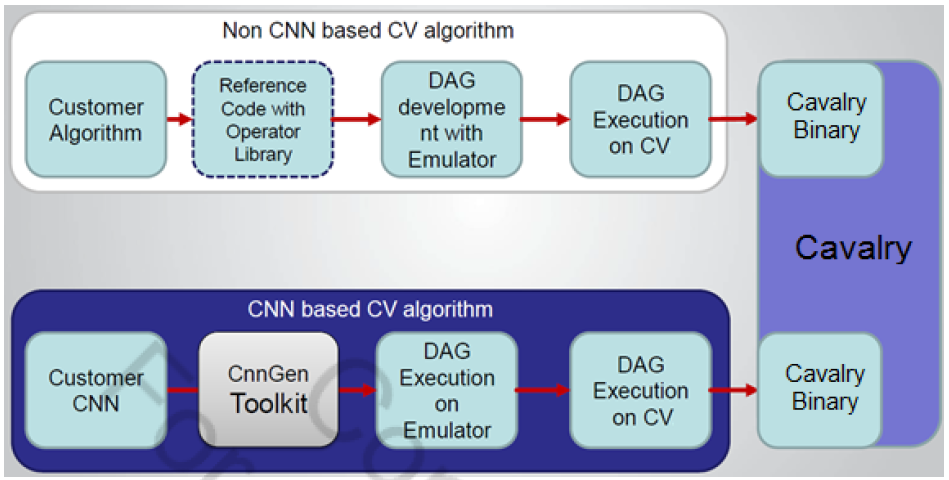 Non CNN based CV algorithm
Customer
Algorithm
Reference
Code with
Operator
Library
DAG
developme
nt with
Emulator
DAG
Execution
on CV
Cavalry
Binary
Cavalry
CNN based CV algorithm
Customer
CNN
CnnGen
Toolkit
DAG
Execution
on
Emulator
DAG
Execution
on CV
Cavalry
Binary
For
Con